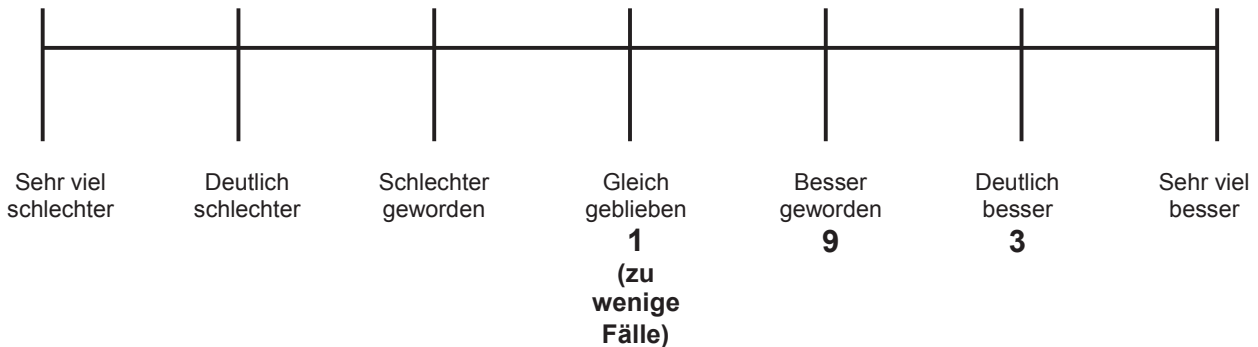 Sehr viel
schlechter
Deutlich
schlechter
Schlechter
geworden
Gleich
geblieben
1
(zu
wenige
Fälle)
Besser
geworden
9
Deutlich
besser
3
Sehr viel
besser